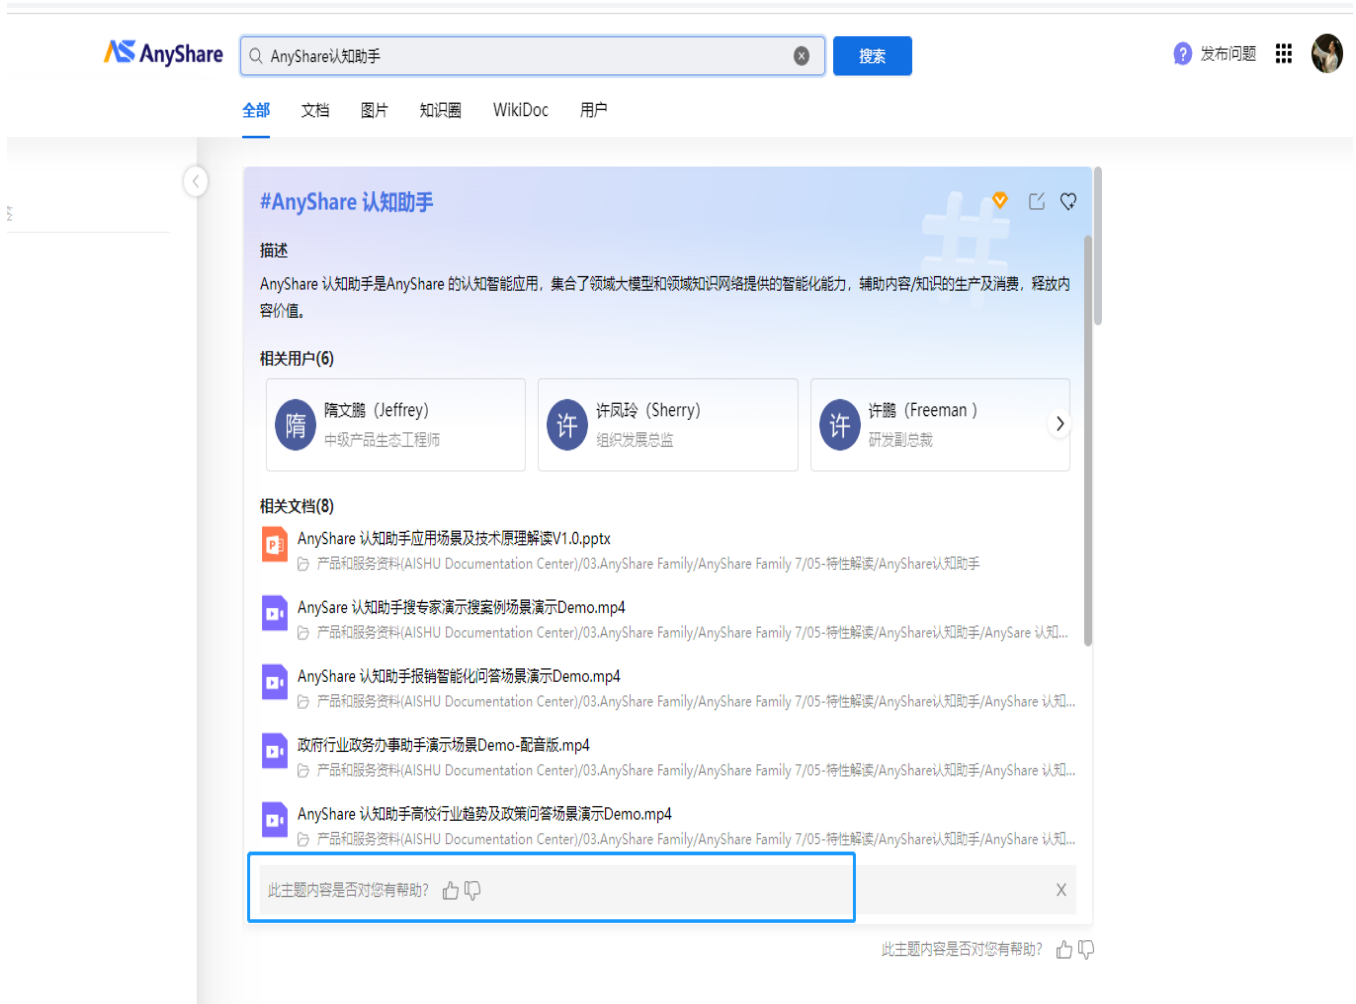 AnyShare
AnyShare认知助手
搜索
发布问题
全部 文档 图片 知识圈 WikiDoc 用户
#AnyShare 认知助手
描述
AnyShare 认知助手是AnyShare 的认知智能应用，集合了领域大模型和领域知识网络提供的智能化能力，辅助内容/知识的生产及消费，释放内
容价值。
相关用户(6)
隋 隋文鹏（Jeffrey）
中级产品生态工程师
许 许凤玲（Sherry）
组织发展总监
许 许鹏（Freeman ）
研发副总裁
相关文档(8)
AnyShare 认知助手应用场景及技术原理解读V1.0.pptx
产品和服务资料(AISHU Documentation Center)/03.AnyShare Family/AnyShare Family 7/05-特性解读/AnyShare认知助手
AnySare 认知助手搜专家演示搜案例场景演示Demo.mp4
产品和服务资料(AISHU Documentation Center)/03.AnyShare Family/AnyShare Family 7/05-特性解读/AnyShare认知助手/AnySare 认知...
AnyShare 认知助手报销智能化问答场景演示Demo.mp4
产品和服务资料(AISHU Documentation Center)/03.AnyShare Family/AnyShare Family 7/05-特性解读/AnyShare认知助手/AnyShare 认知...
政府行业政务办事助手演示场景Demo-配音版.mp4
产品和服务资料(AISHU Documentation Center)/03.AnyShare Family/AnyShare Family 7/05-特性解读/AnyShare认知助手/AnyShare 认知...
AnyShare 认知助手高校行业趋势及政策问答场景演示Demo.mp4
产品和服务资料(AISHU Documentation Center)/03.AnyShare Family/AnyShare Family 7/05-特性解读/AnyShare认知助手/AnyShare 认知...
此主题内容是否对您有帮助?
X
此主题内容是否对您有帮助?